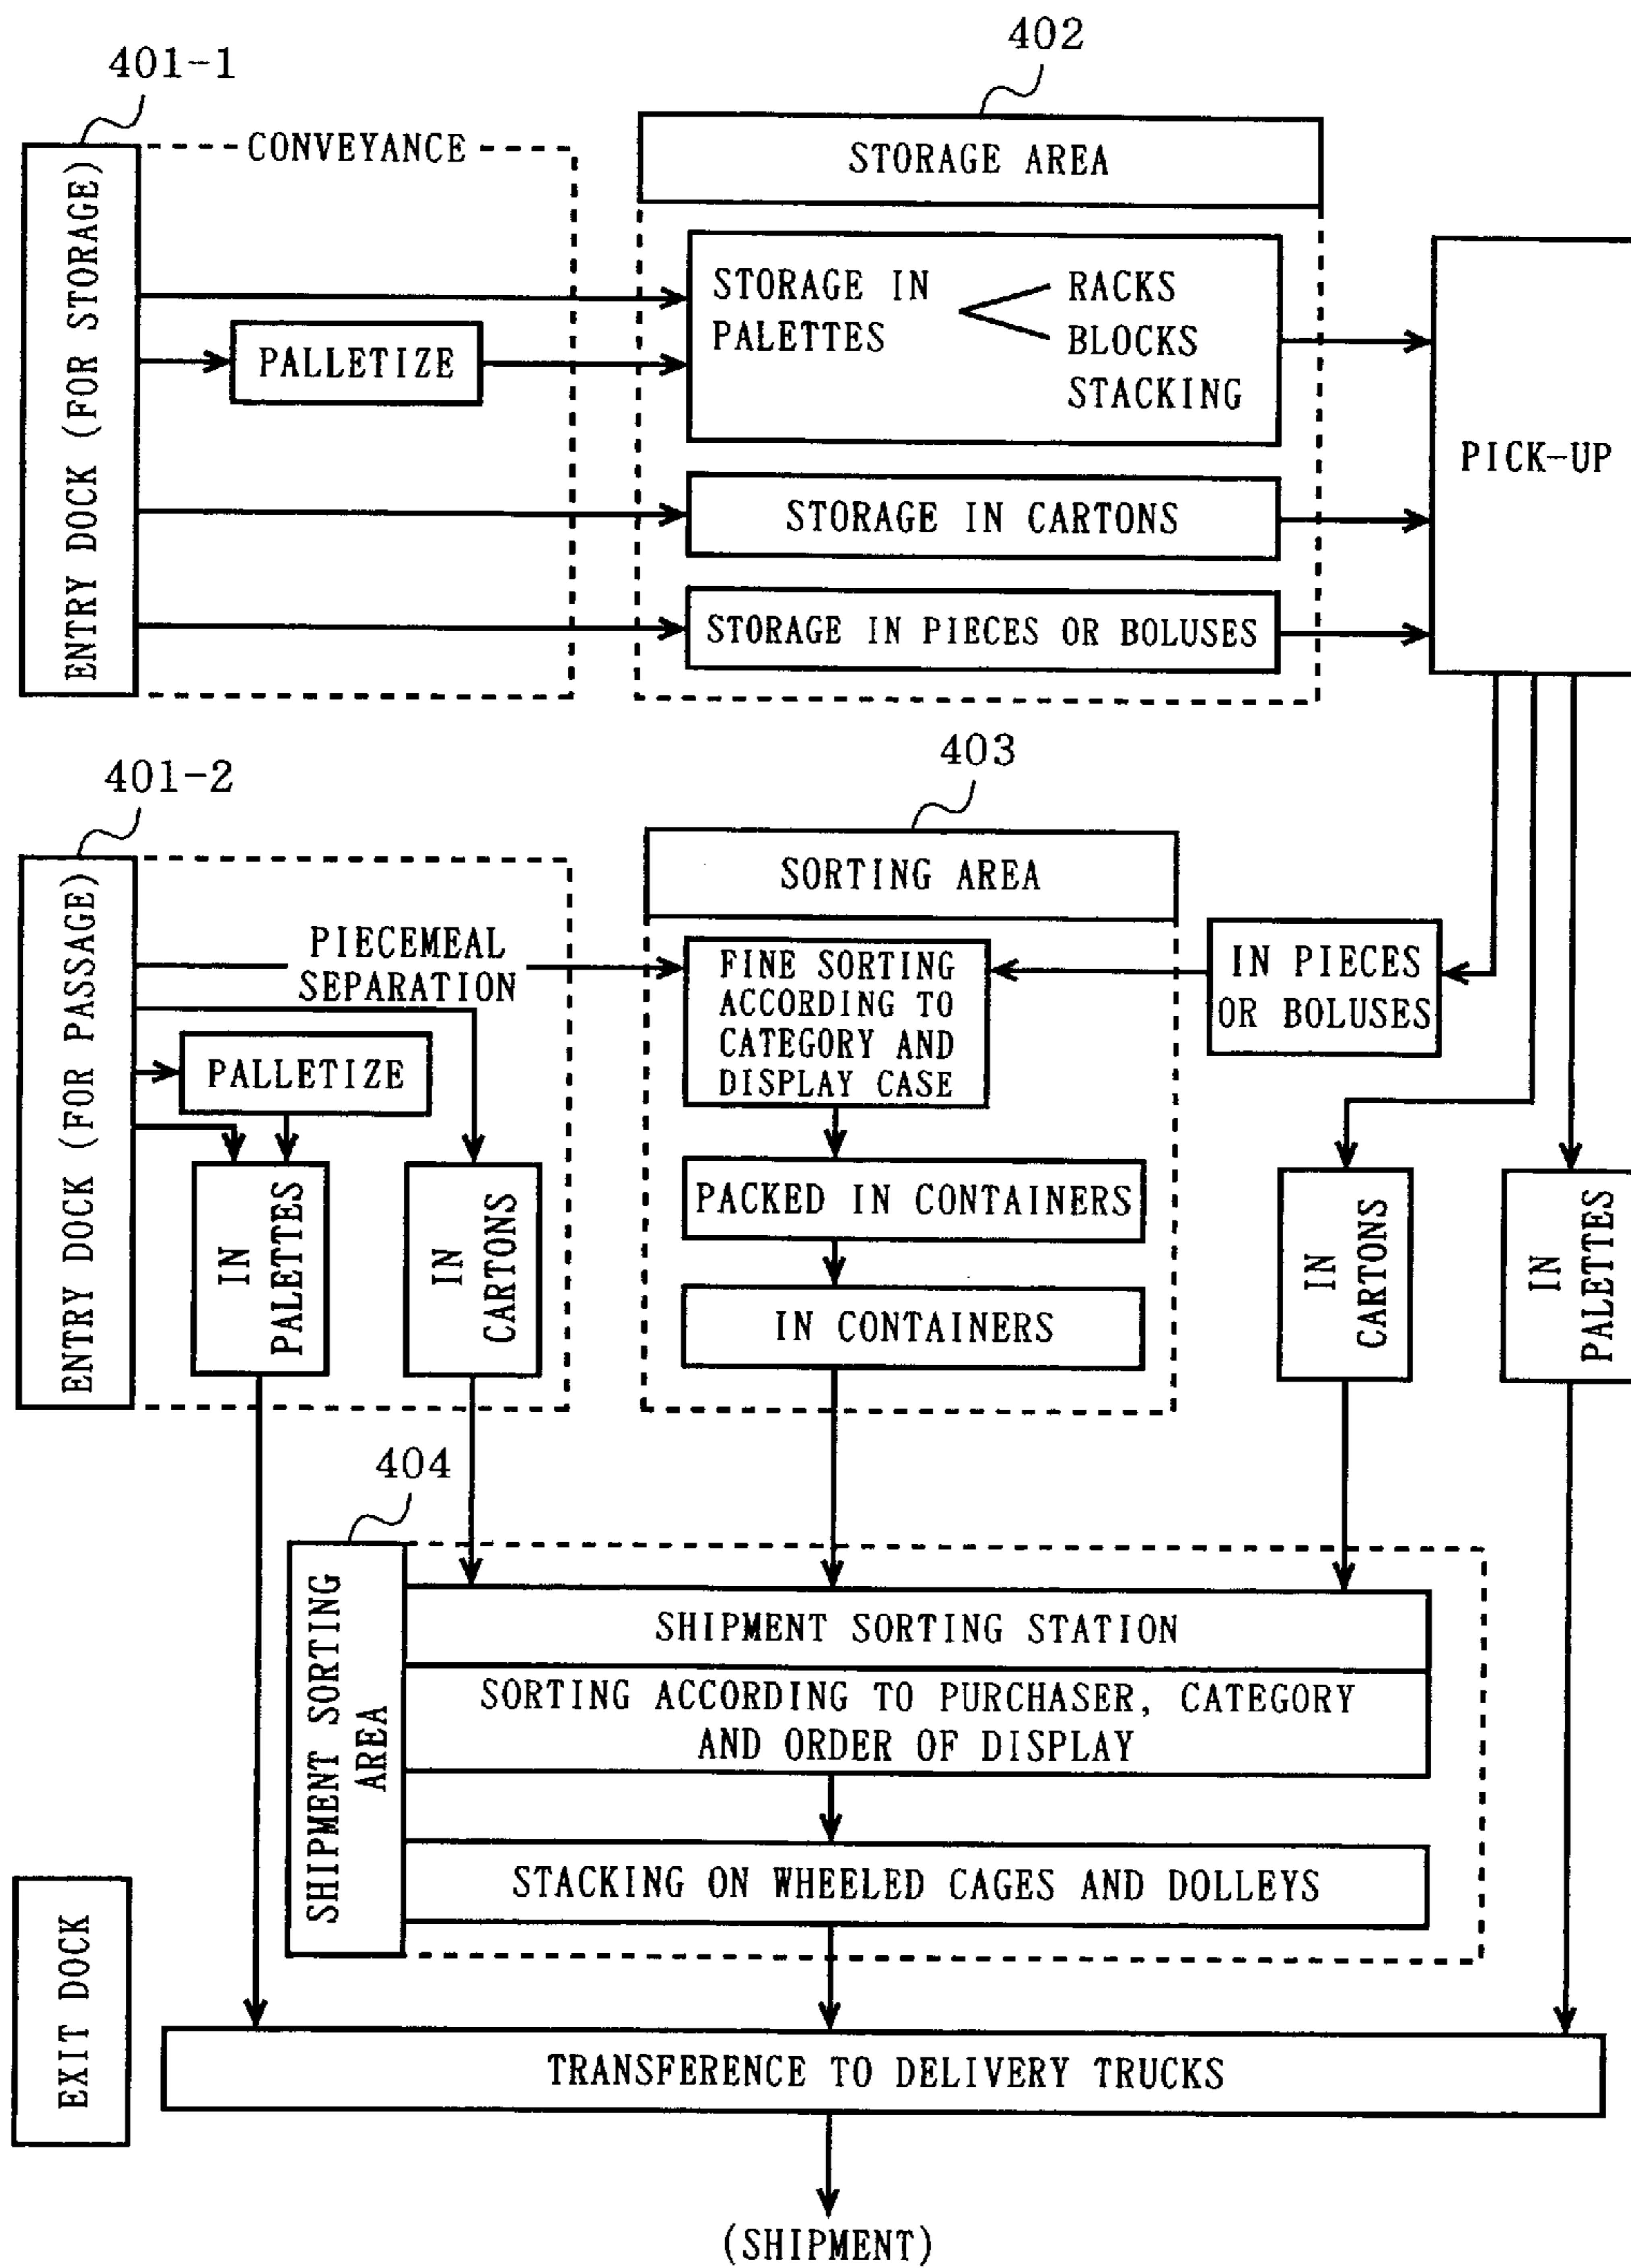 402
401-1
CONVEYANCE
STORAGE AREA
ENTRY DOCK (FOR STORAGE)
STORAGE IN
PALETTES
RACKS
BLOCKS
STACKING
PALLETIZE
PICK-UP
STORAGE IN CARTONS
STORAGE IN PIECES OR BOLUSES
403
401-2
SORTING AREA
ENTRY DOCK (FOR PASSAGE)
PIECEMEAL
SEPARATION
FINE SORTING
ACCORDING TO
CATEGORY AND
DISPLAY CASE
IN PIECES
OR BOLUSES
PALLETIZE
IN
PALETTES
IN
CARTONS
PACKED IN CONTAINERS
IN CONTAINERS
IN
CARTONS
IN
PALETTES
404
SHIPMENT SORTING
AREA
SHIPMENT SORTING STATION
SORTING ACCORDING TO PURCHASER, CATEGORY
AND ORDER OF DISPLAY
STACKING ON WHEELED CAGES AND DOLLEYS
EXIT DOCK
TRANSFERENCE TO DELIVERY TRUCKS
(SHIPMENT)